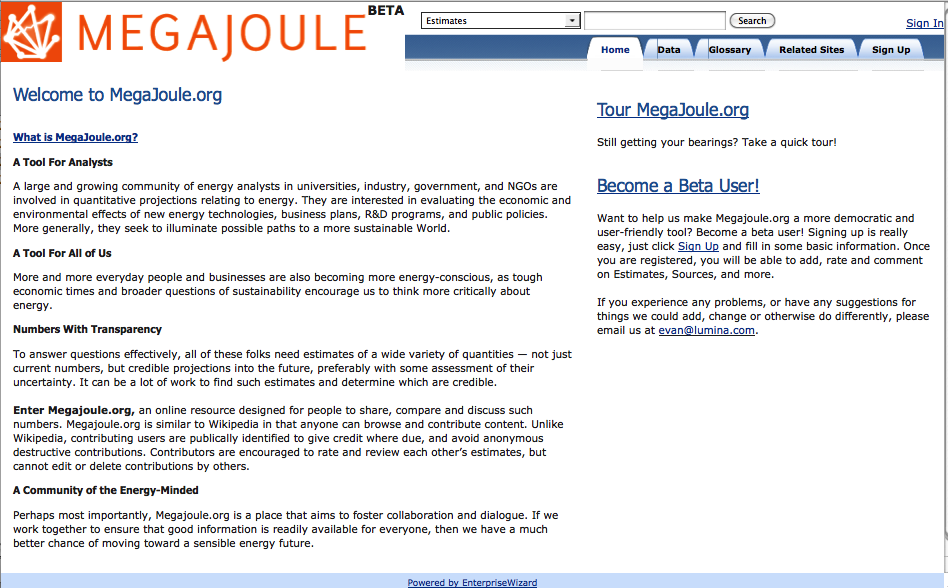 MEGAJOULE BETA
Estimates
Search
Sign In
Home
Data
Glossary
Related Sites
Sign Up
Welcome to MegaJoule.org
What is MegaJoule.org?
A Tool For Analysts
A large and growing community of energy analysts in universities, industry, government, and NGOs are
involved in quantitative projections relating to energy. They are interested in evaluating the economic and
environmental effects of new energy technologies, business plans, R&D programs, and public policies.
More generally, they seek to illuminate possible paths to a more sustainable World.
A Tool For All of Us
More and more everyday people and businesses are also becoming more energy-conscious, as tough
economic times and broader questions of sustainability encourage us to think more critically about
energy.
Numbers With Transparency
To answer questions effectively, all of these folks need estimates of a wide variety of quantities — not just
current numbers, but credible projections into the future, preferably with some assessment of their
uncertainty. It can be a lot of work to find such estimates and determine which are credible.
Enter Megajoule.org, an online resource designed for people to share, compare and discuss such
numbers. Megajoule.org is similar to Wikipedia in that anyone can browse and contribute content. Unlike
Wikipedia, contributing users are publically identified to give credit where due, and avoid anonymous
destructive contributions. Contributors are encouraged to rate and review each other's estimates, but
cannot edit or delete contributions by others.
A Community of the Energy-Minded
Perhaps most importantly, Megajoule.org is a place that aims to foster collaboration and dialogue. If we
work together to ensure that good information is readily available for everyone, then we have a much
better chance of moving toward a sensible energy future.
Tour MegaJoule.org
Still getting your bearings? Take a quick tour!
Become a Beta User!
Want to help us make Megajoule.org a more democratic and
user-friendly tool? Become a beta user! Signing up is really
easy, just click Sign Up and fill in some basic information. Once
you are registered, you will be able to add, rate and comment
on Estimates, Sources, and more.
If you experience any problems, or have any suggestions for
things we could add, change or otherwise do differently, please
email us at evan@lumina.com.
Powered by EnterpriseWizard